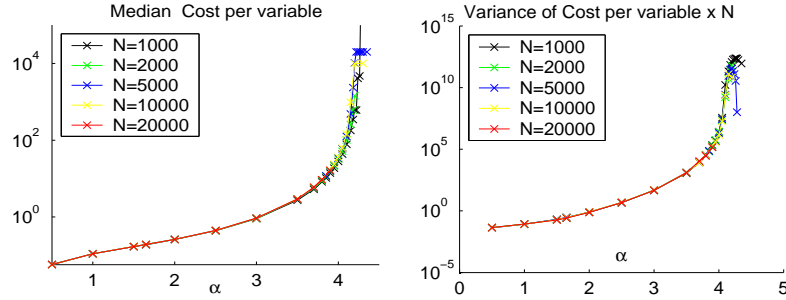 Median Cost per variable
10^4
10^2
10^0
N=1000
N=2000
N=5000
N=10000
N=20000
1 2 3 4
α
Variance of Cost per variable x N
10^15
10^10
10^5
10^0
10^−5
N=1000
N=2000
N=5000
N=10000
N=20000
α
0 1 2 3 4 5